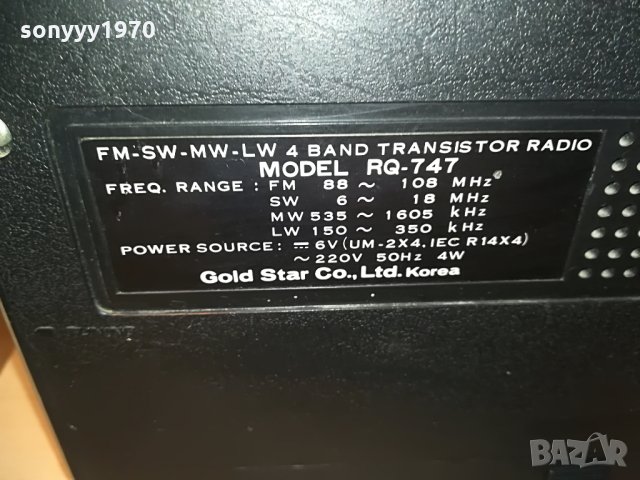 sonyyy1970
FM-SW-MW-LW 4 BAND TRANSISTOR RADIO
MODEL RQ-747
FREQ. RANGE : FM 88 ~ 108 MHz
SW 6 ~ 18 MHz
MW 535 ~ 1605 kHz
LW 150 ~ 350 kHz
POWER SOURCE : ⎓ 6V (UM-2X4, IEC R14X4)
~ 220V 50Hz 4W
Gold Star Co., Ltd. Korea
BAZAR